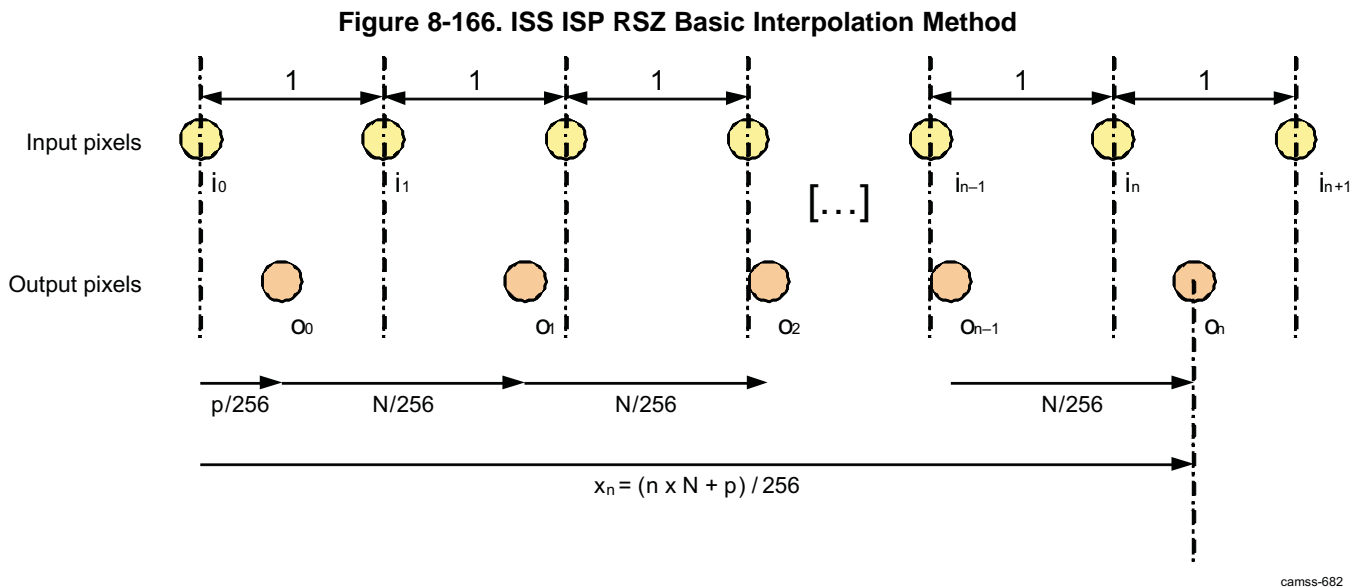 Figure 8-166. ISS ISP RSZ Basic Interpolation Method
1 1 1 1 1
Input pixels
i0 i1 in–1 in in+1
[...]
Output pixels
o0 o1 o2 on–1 on
p/256 N/256 N/256 N/256
xn = (n x N + p) / 256
camss-682